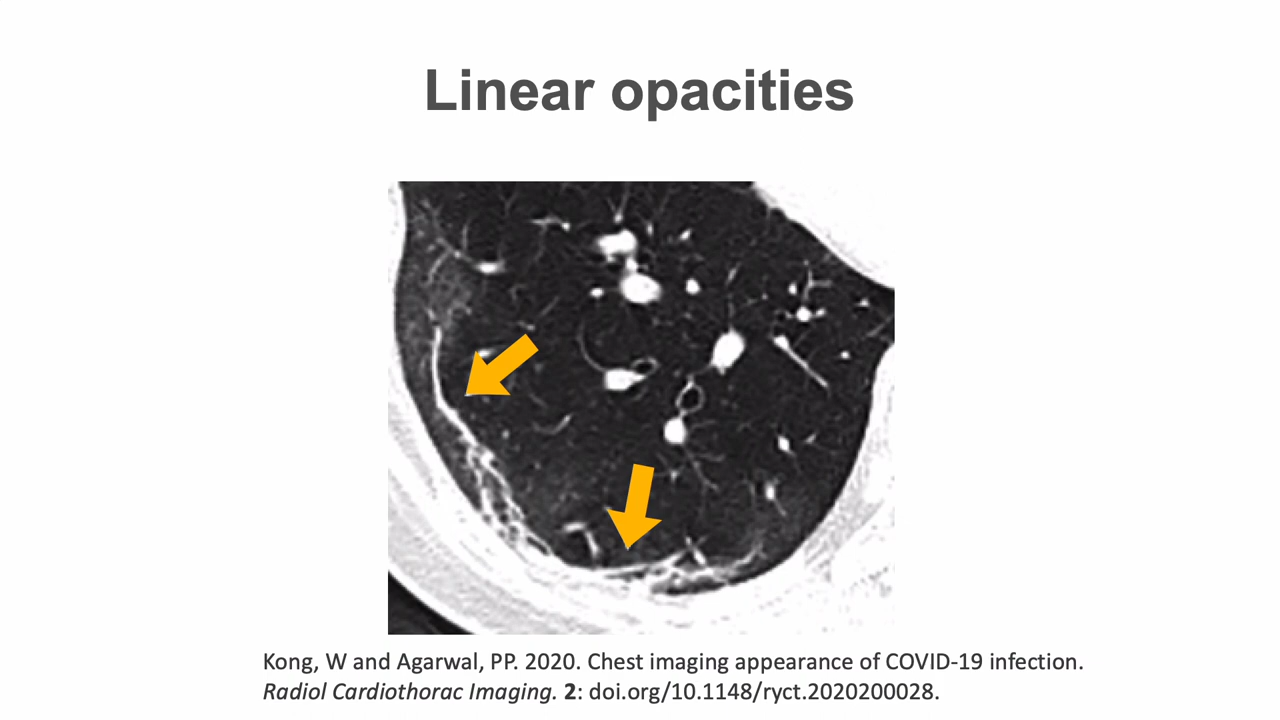 Linear opacities
Kong, W and Agarwal, PP. 2020. Chest imaging appearance of COVID-19 infection.
Radiol Cardiothorac Imaging. 2: doi.org/10.1148/ryct.2020200028.